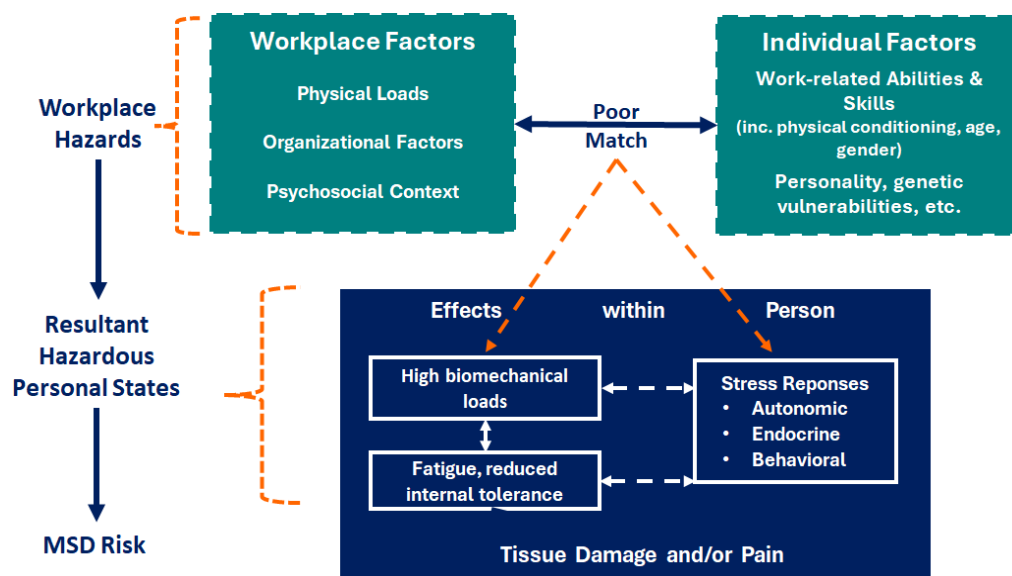 Workplace Factors
Physical Loads
Organizational Factors
Psychosocial Context
Individual Factors
Work-related Abilities &
Skills
(inc. physical conditioning, age,
gender)
Personality, genetic
vulnerabilities, etc.
Poor
Match
Workplace
Hazards
Resultant
Hazardous
Personal States
MSD Risk
Effects within Person
High biomechanical
loads
Fatigue, reduced
internal tolerance
Stress Reponses
• Autonomic
• Endocrine
• Behavioral
Tissue Damage and/or Pain